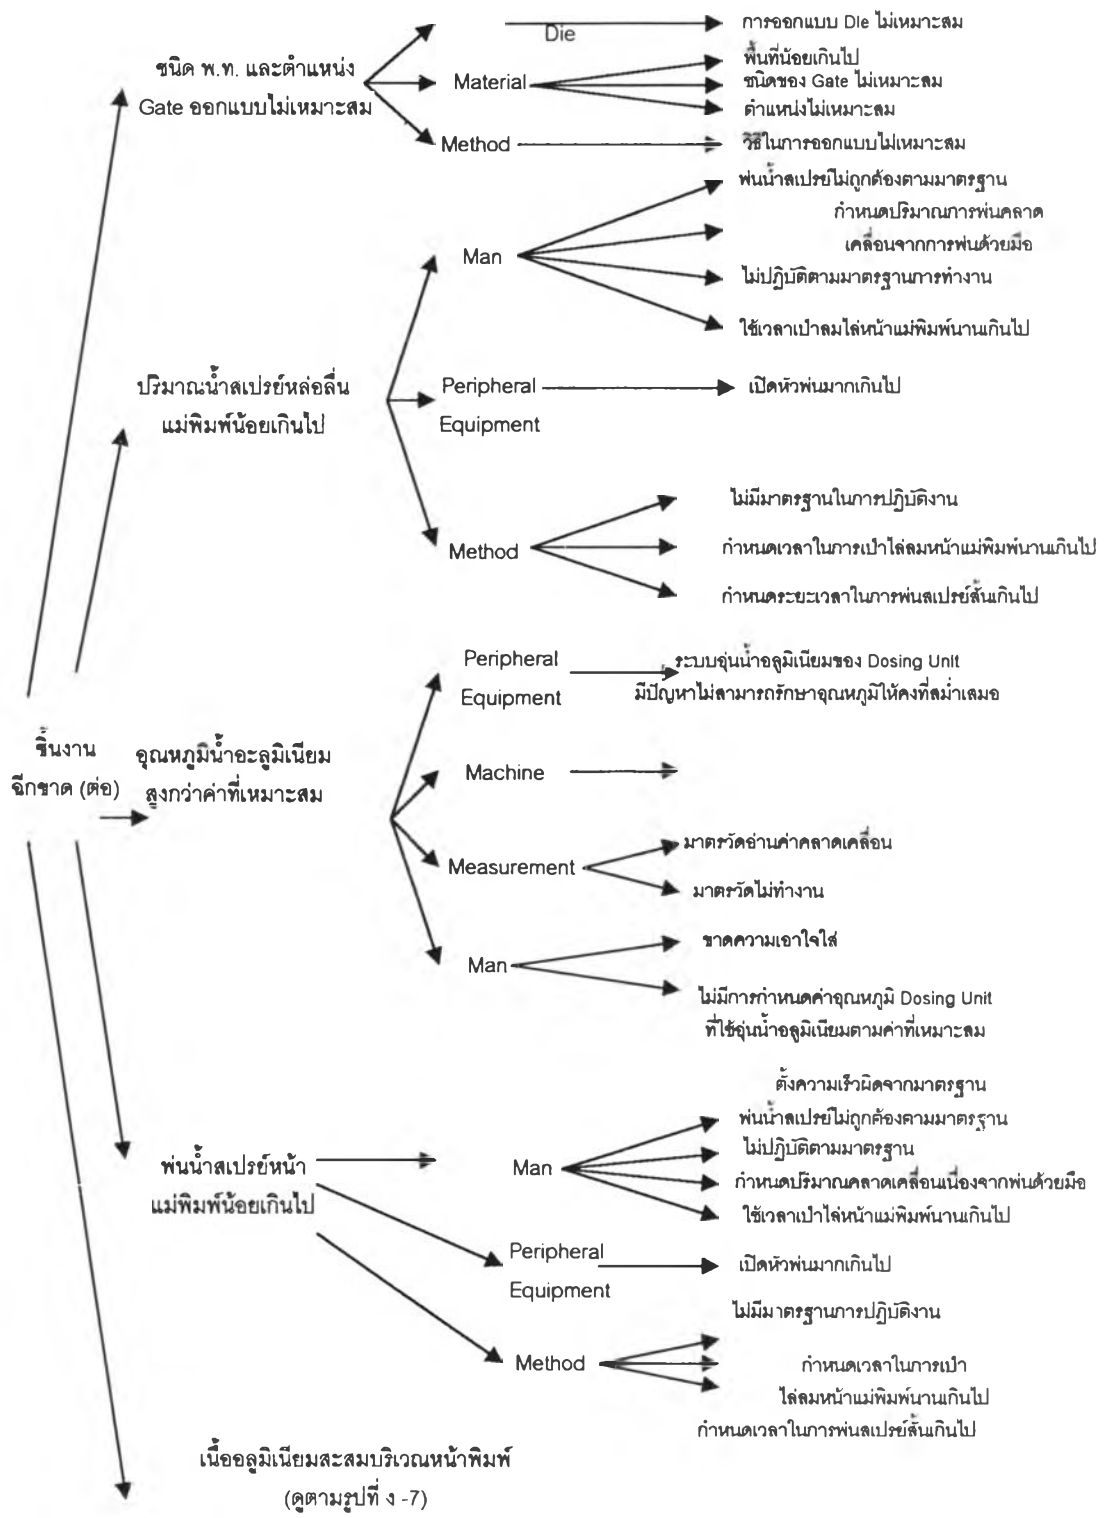 การออกแบบ Die ไม่เหมาะสม
Die
ชนิด พ.ท. และตำแหน่ง
Gate ออกแบบไม่เหมาะสม
Material
พื้นที่น้อยเกินไป
ชนิดของ Gate ไม่เหมาะสม
ตำแหน่งไม่เหมาะสม
Method
วิธีในการออกแบบไม่เหมาะสม
พ่นน้ำสเปรย์ไม่ถูกต้องตามมาตรฐาน
กำหนดปริมาณการพ่นคลาด
เคลื่อนจากการพ่นด้วยมือ
Man
ไม่ปฏิบัติตามมาตรฐานการทำงาน
ใช้เวลาเป่าลมไล่หน้าแม่พิมพ์นานเกินไป
ปริมาณน้ำสเปรย์หล่อลื่น
แม่พิมพ์น้อยเกินไป
Peripheral
Equipment
เปิดหัวพ่นมากเกินไป
ไม่มีมาตรฐานในการปฏิบัติงาน
Method
กำหนดเวลาในการเป่าไล่ลมหน้าแม่พิมพ์นานเกินไป
กำหนดระยะเวลาในการพ่นสเปรย์สั้นเกินไป
Peripheral
Equipment
ระบบอุ่นน้ำอลูมิเนียมของ Dosing Unit
มีปัญหาไม่สามารถรักษาอุณหภูมิให้คงที่สม่ำเสมอ
ชิ้นงาน
ฉีกขาด (ต่อ)
อุณหภูมิน้ำอะลูมิเนียม
สูงกว่าค่าที่เหมาะสม
Machine
Measurement
มาตรวัดอ่านค่าคลาดเคลื่อน
มาตรวัดไม่ทำงาน
Man
ขาดความเอาใจใส่
ไม่มีการกำหนดค่าอุณหภูมิ Dosing Unit
ที่ใช้อุ่นน้ำอลูมิเนียมตามค่าที่เหมาะสม
ตั้งความเร็วผิดจากมาตรฐาน
พ่นน้ำสเปรย์ไม่ถูกต้องตามมาตรฐาน
ไม่ปฏิบัติตามมาตรฐาน
พ่นน้ำสเปรย์หน้า
แม่พิมพ์น้อยเกินไป
Man
กำหนดปริมาณคลาดเคลื่อนเนื่องจากพ่นด้วยมือ
ใช้เวลาเป่าไล่หน้าแม่พิมพ์นานเกินไป
Peripheral
Equipment
เปิดหัวพ่นมากเกินไป
ไม่มีมาตรฐานการปฏิบัติงาน
Method
กำหนดเวลาในการเป่า
ไล่ลมหน้าแม่พิมพ์นานเกินไป
กำหนดเวลาในการพ่นสเปรย์สั้นเกินไป
เนื้ออลูมิเนียมสะสมบริเวณหน้าพิมพ์
(ดูตามรูปที่ ง -7)